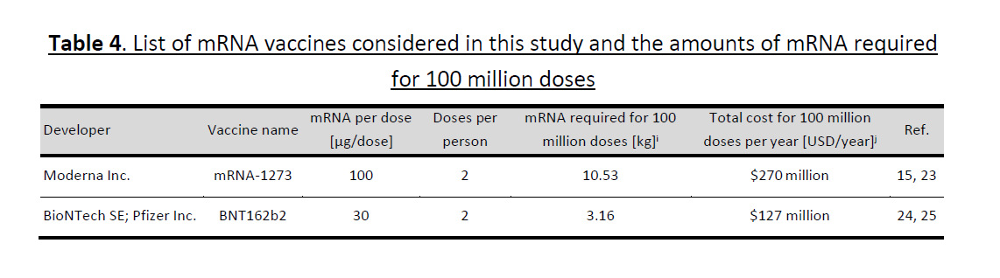 Table 4. List of mRNA vaccines considered in this study and the amounts of mRNA required
for 100 million doses
Developer Vaccine name mRNA per dose [µg/dose] Doses per person mRNA required for 100 million doses [kg]ⁱ Total cost for 100 million doses per year [USD/year]ʲ Ref.
Moderna Inc. mRNA-1273 100 2 10.53 $270 million 15, 23
BioNTech SE; Pfizer Inc. BNT162b2 30 2 3.16 $127 million 24, 25